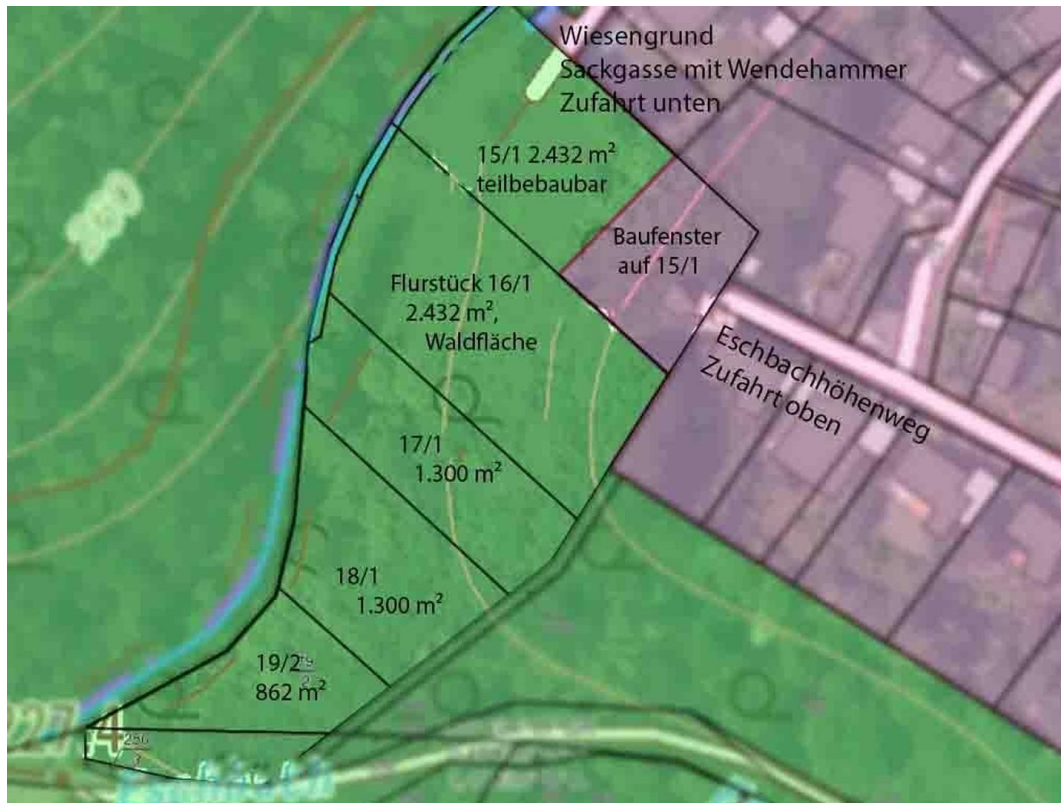 Wiesengrund
Sackgasse mit Wendehammer
Zufahrt unten
15/1 2.432 m²
teilbebaubar
Baufenster
auf 15/1
Flurstück 16/1
2.432 m²,
Waldfläche
Eschbachhöhenweg
Zufahrt oben
17/1
1.300 m²
18/1
1.300 m²
19/2
862 m²